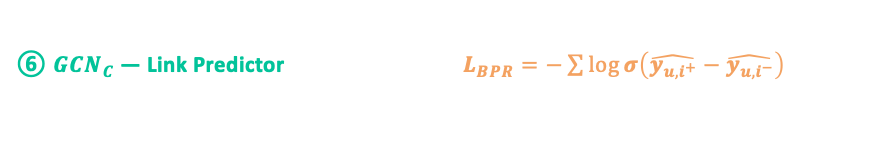 ⑥ GCN_C — Link Predictor
L_BPR = − ∑ log σ(ŷ_{u,i⁺} − ŷ_{u,i⁻})